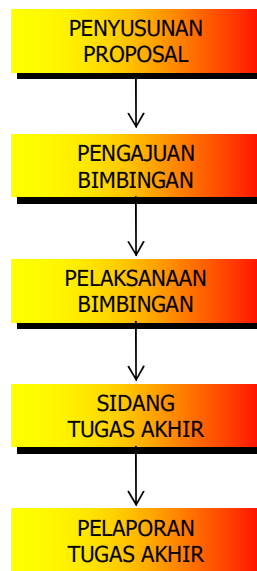 PENYUSUNAN
PROPOSAL
PENGAJUAN
BIMBINGAN
PELAKSANAAN
BIMBINGAN
SIDANG
TUGAS AKHIR
PELAPORAN
TUGAS AKHIR